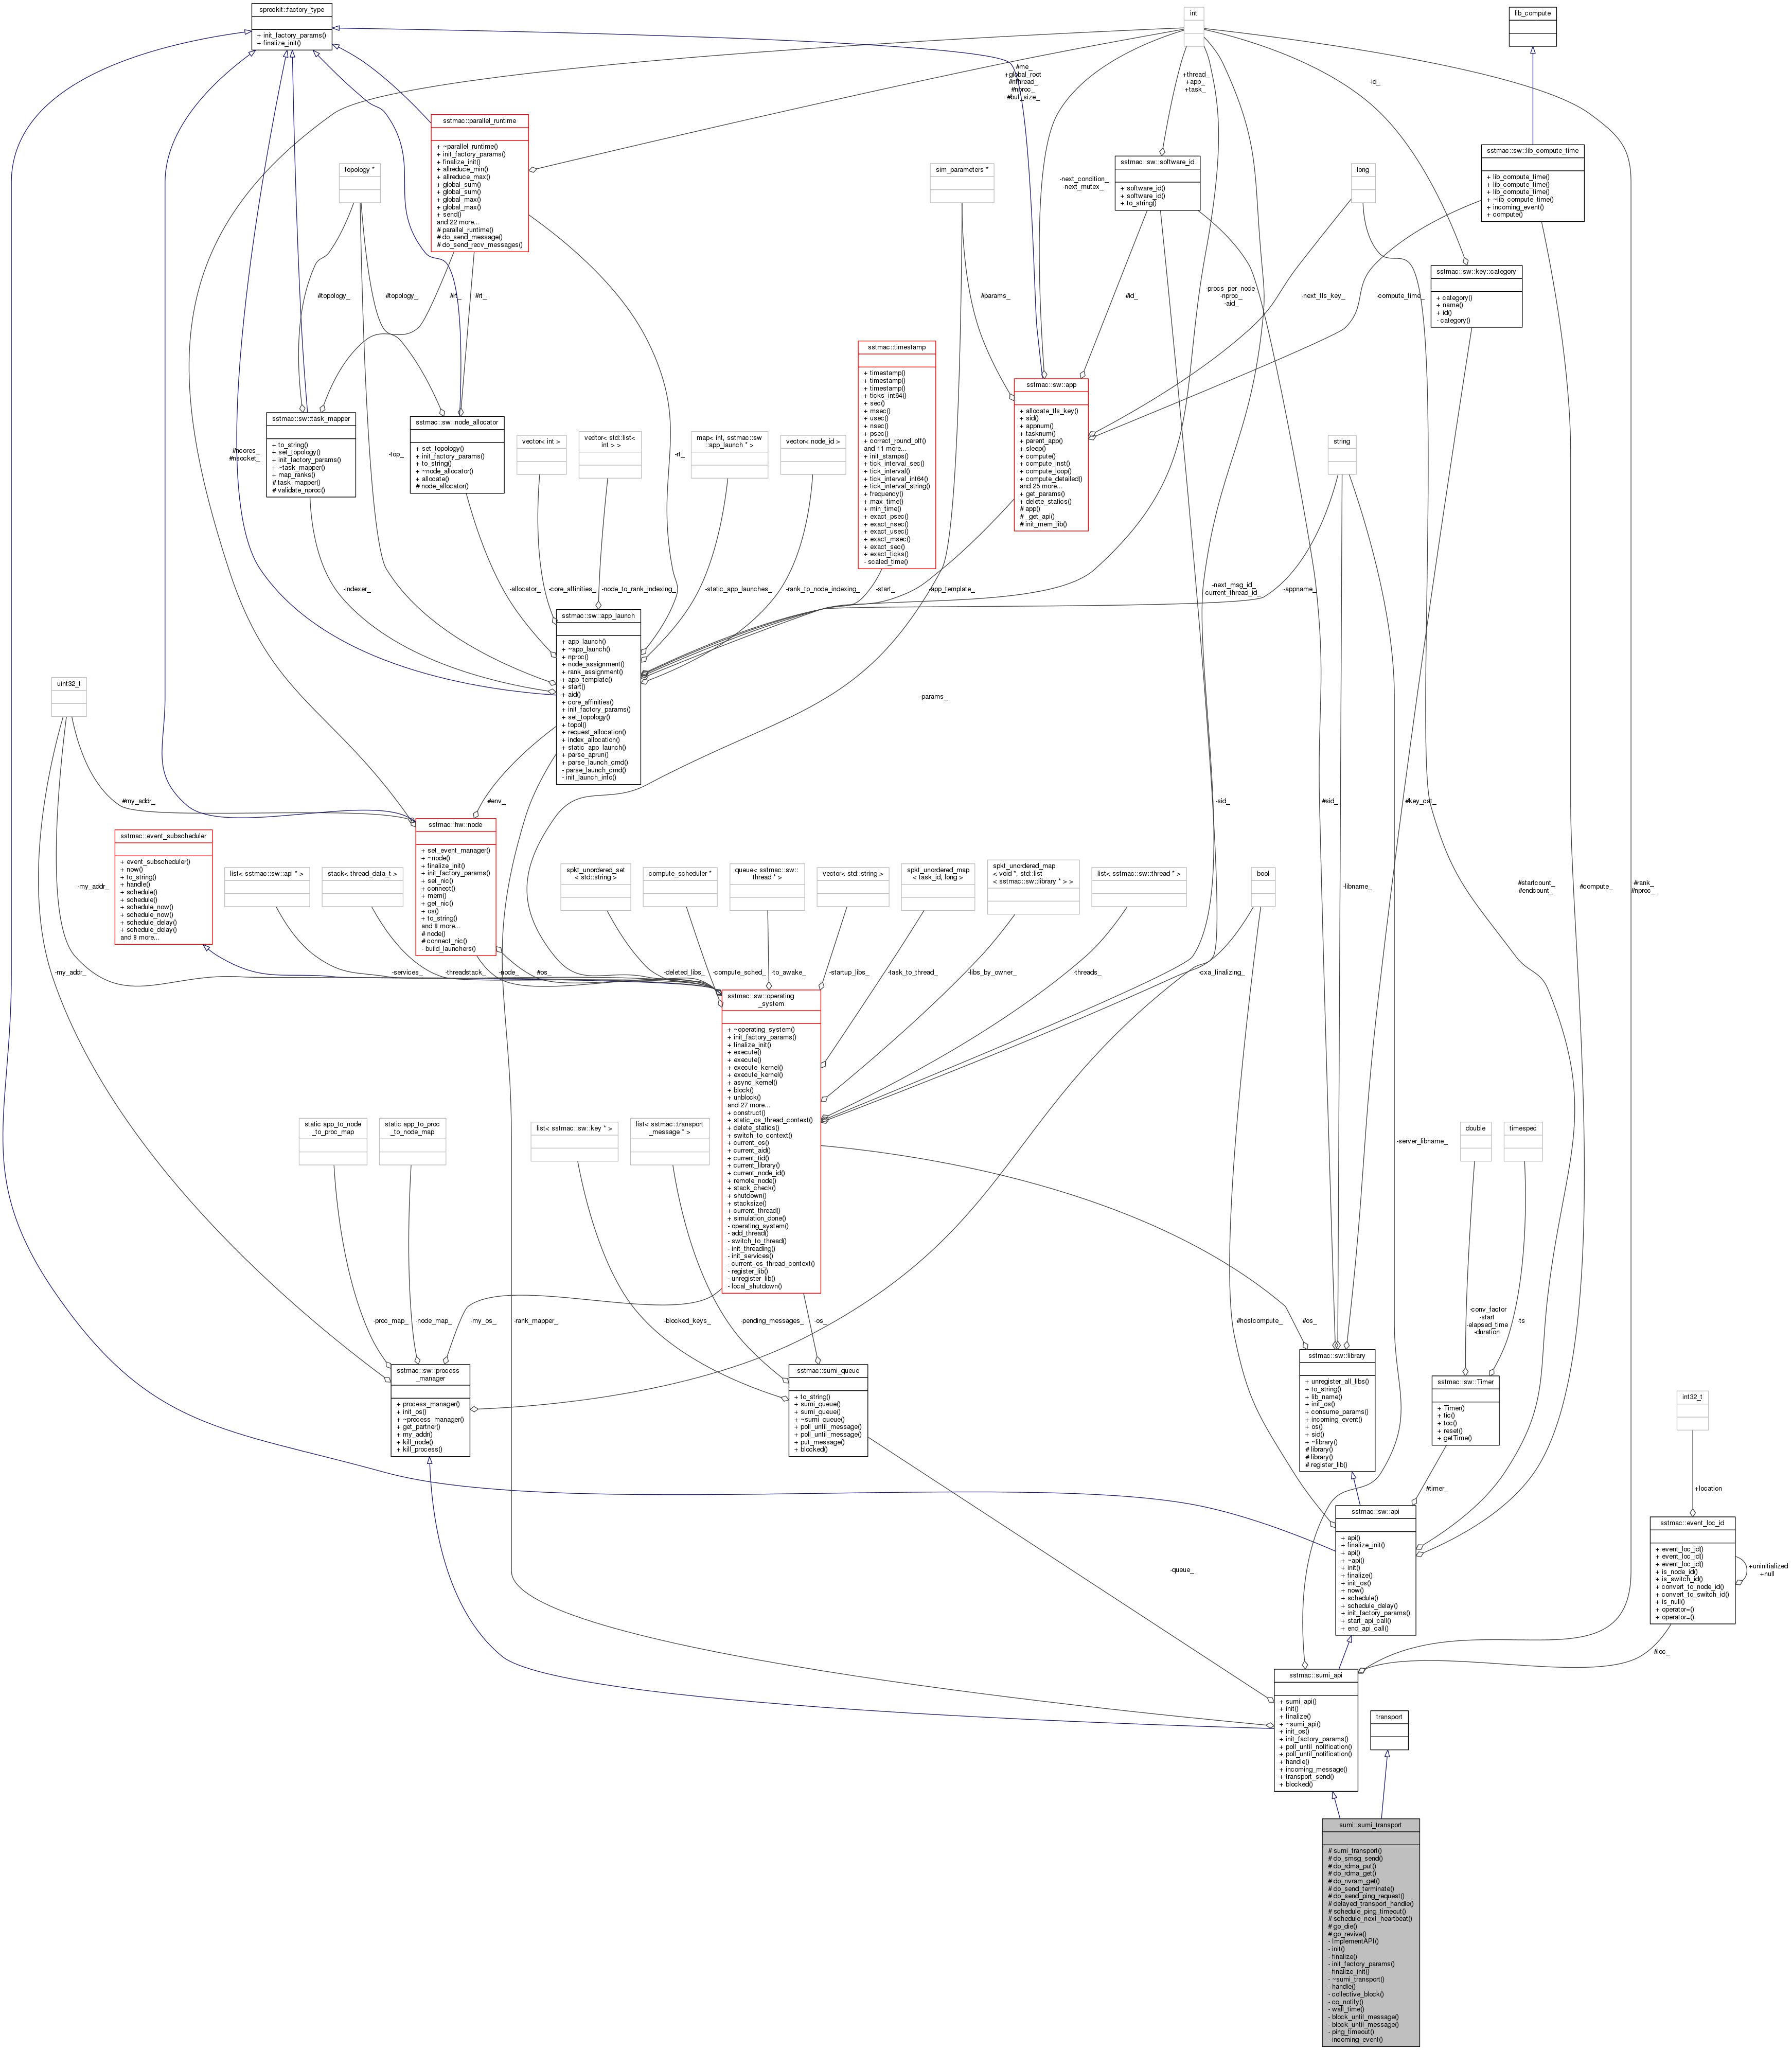 sprockit::factory_type
+ init_factory_params()
+ finalize_init()
int
lib_compute
#me_
+global_root
#nthread_
#nproc_
#buf_size_
+thread_
+app_
+task_
-id_
sstmac::parallel_runtime
+ ~parallel_runtime()
+ init_factory_params()
+ finalize_init()
+ allreduce_min()
+ allreduce_max()
+ global_sum()
+ global_sum()
+ global_max()
+ global_max()
+ send()
and 22 more...
# parallel_runtime()
# do_send_message()
# do_send_recv_messages()
topology *
sim_parameters *
-next_condition_
-next_mutex_
sstmac::sw::software_id
+ software_id()
+ software_id()
+ to_string()
long
sstmac::sw::lib_compute_time
+ lib_compute_time()
+ lib_compute_time()
+ lib_compute_time()
+ ~lib_compute_time()
+ incoming_event()
+ compute()
sstmac::sw::key::category
+ category()
+ name()
+ id()
- category()
#topology_
#topology_
#rt_
#rt_
#params_
#id_
-procs_per_node_
-nproc_
-aid_
-next_tls_key_
-compute_time_
sstmac::timestamp
+ timestamp()
+ timestamp()
+ timestamp()
+ ticks_int64()
+ sec()
+ msec()
+ usec()
+ nsec()
+ psec()
+ correct_round_off()
and 11 more...
+ init_stamps()
+ tick_interval_sec()
+ tick_interval()
+ tick_interval_int64()
+ tick_interval_string()
+ frequency()
+ max_time()
+ min_time()
+ exact_psec()
+ exact_nsec()
+ exact_usec()
+ exact_msec()
+ exact_sec()
+ exact_ticks()
- scaled_time()
sstmac::sw::app
+ allocate_tls_key()
+ sid()
+ appnum()
+ tasknum()
+ parent_app()
+ sleep()
+ compute()
+ compute_inst()
+ compute_loop()
+ compute_detailed()
and 25 more...
+ get_params()
+ delete_statics()
# app()
# _get_api()
# init_mem_lib()
sstmac::sw::task_mapper
+ to_string()
+ set_topology()
+ init_factory_params()
+ ~task_mapper()
+ map_ranks()
# task_mapper()
# validate_nproc()
sstmac::sw::node_allocator
+ set_topology()
+ init_factory_params()
+ to_string()
+ ~node_allocator()
+ allocate()
# node_allocator()
vector< int >
vector< std::list<
int > >
map< int, sstmac::sw
::app_launch * >
vector< node_id >
string
#ncores_
#nsocket_
-top_
-rt_
-indexer_
-allocator_
-core_affinities_
-node_to_rank_indexing_
-static_app_launches_
-rank_to_node_indexing_
-start_
-app_template_
-next_msg_id_
-current_thread_id_
-appname_
sstmac::sw::app_launch
+ app_launch()
+ ~app_launch()
+ nproc()
+ node_assignment()
+ rank_assignment()
+ app_template()
+ start()
+ aid()
+ core_affinities()
+ init_factory_params()
+ set_topology()
+ topol()
+ request_allocation()
+ index_allocation()
+ static_app_launch()
+ parse_aprun()
+ parse_launch_cmd()
- parse_launch_cmd()
- init_launch_info()
uint32_t
-params_
#my_addr_
#env_
-sid_
#sid_
#key_cat_
sstmac::event_subscheduler
+ event_subscheduler()
+ now()
+ to_string()
+ handle()
+ schedule()
+ schedule()
+ schedule_now()
+ schedule_now()
+ schedule_delay()
+ schedule_delay()
and 8 more...
sstmac::hw::node
+ set_event_manager()
+ ~node()
+ finalize_init()
+ init_factory_params()
+ set_nic()
+ connect()
+ mem()
+ get_nic()
+ os()
+ to_string()
and 8 more...
# node()
# connect_nic()
- build_launchers()
list< sstmac::sw::api * >
stack< thread_data_t >
spkt_unordered_set
< std::string >
compute_scheduler *
queue< sstmac::sw::
thread * >
vector< std::string >
spkt_unordered_map
< task_id, long >
spkt_unordered_map
< void *, std::list
< sstmac::sw::library * > >
list< sstmac::sw::thread * >
bool
-my_addr_
-libname_
#startcount_
#endcount_
#compute_
#rank_
#nproc_
-my_addr_
-services_
-threadstack_
-node_
#os_
-deleted_libs_
-compute_sched_
-to_awake_
-startup_libs_
-task_to_thread_
-libs_by_owner_
-threads_
-cxa_finalizing_
sstmac::sw::operating
_system
+ ~operating_system()
+ init_factory_params()
+ finalize_init()
+ execute()
+ execute()
+ execute_kernel()
+ execute_kernel()
+ async_kernel()
+ block()
+ unblock()
and 27 more...
+ construct()
+ static_os_thread_context()
+ delete_statics()
+ switch_to_context()
+ current_os()
+ current_aid()
+ current_tid()
+ current_library()
+ current_node_id()
+ remote_node()
+ stack_check()
+ shutdown()
+ stacksize()
+ current_thread()
+ simulation_done()
- operating_system()
- add_thread()
- switch_to_thread()
- init_threading()
- init_services()
- current_os_thread_context()
- register_lib()
- unregister_lib()
- local_shutdown()
static app_to_node
_to_proc_map
static app_to_proc
_to_node_map
list< sstmac::sw::key * >
list< sstmac::transport
_message * >
-server_libname_
double
timespec
-proc_map_
-node_map_
-my_os_
-rank_mapper_
-blocked_keys_
-pending_messages_
-os_
#hostcompute_
#os_
-conv_factor
-start
-elapsed_time
-duration
-ts
sstmac::sw::process
_manager
+ process_manager()
+ init_os()
+ ~process_manager()
+ get_partner()
+ my_addr()
+ kill_node()
+ kill_process()
sstmac::sumi_queue
+ to_string()
+ sumi_queue()
+ sumi_queue()
+ ~sumi_queue()
+ poll_until_message()
+ poll_until_message()
+ put_message()
+ blocked()
sstmac::sw::library
+ unregister_all_libs()
+ to_string()
+ lib_name()
+ init_os()
+ consume_params()
+ incoming_event()
+ os()
+ sid()
+ ~library()
# library()
# library()
# register_lib()
sstmac::sw::Timer
+ Timer()
+ tic()
+ toc()
+ reset()
+ getTime()
int32_t
#timer_
+location
sstmac::sw::api
+ api()
+ finalize_init()
+ api()
+ ~api()
+ init()
+ finalize()
+ init_os()
+ now()
+ schedule()
+ schedule_delay()
+ init_factory_params()
+ start_api_call()
+ end_api_call()
sstmac::event_loc_id
+ event_loc_id()
+ event_loc_id()
+ event_loc_id()
+ is_node_id()
+ is_switch_id()
+ convert_to_node_id()
+ convert_to_switch_id()
+ is_null()
+ operator=()
+ operator=()
+uninitialized
+null
-queue_
#loc_
sstmac::sumi_api
+ sumi_api()
+ init()
+ finalize()
+ ~sumi_api()
+ init_os()
+ init_factory_params()
+ poll_until_notification()
+ poll_until_notification()
+ handle()
+ incoming_message()
+ transport_send()
+ blocked()
transport
sumi::sumi_transport
# sumi_transport()
# do_smsg_send()
# do_rdma_put()
# do_rdma_get()
# do_nvram_get()
# do_send_terminate()
# do_send_ping_request()
# delayed_transport_handle()
# schedule_ping_timeout()
# schedule_next_heartbeat()
# go_die()
# go_revive()
- ImplementAPI()
- init()
- finalize()
- init_factory_params()
- finalize_init()
- ~sumi_transport()
- handle()
- collective_block()
- cq_notify()
- wall_time()
- block_until_message()
- block_until_message()
- ping_timeout()
- incoming_event()